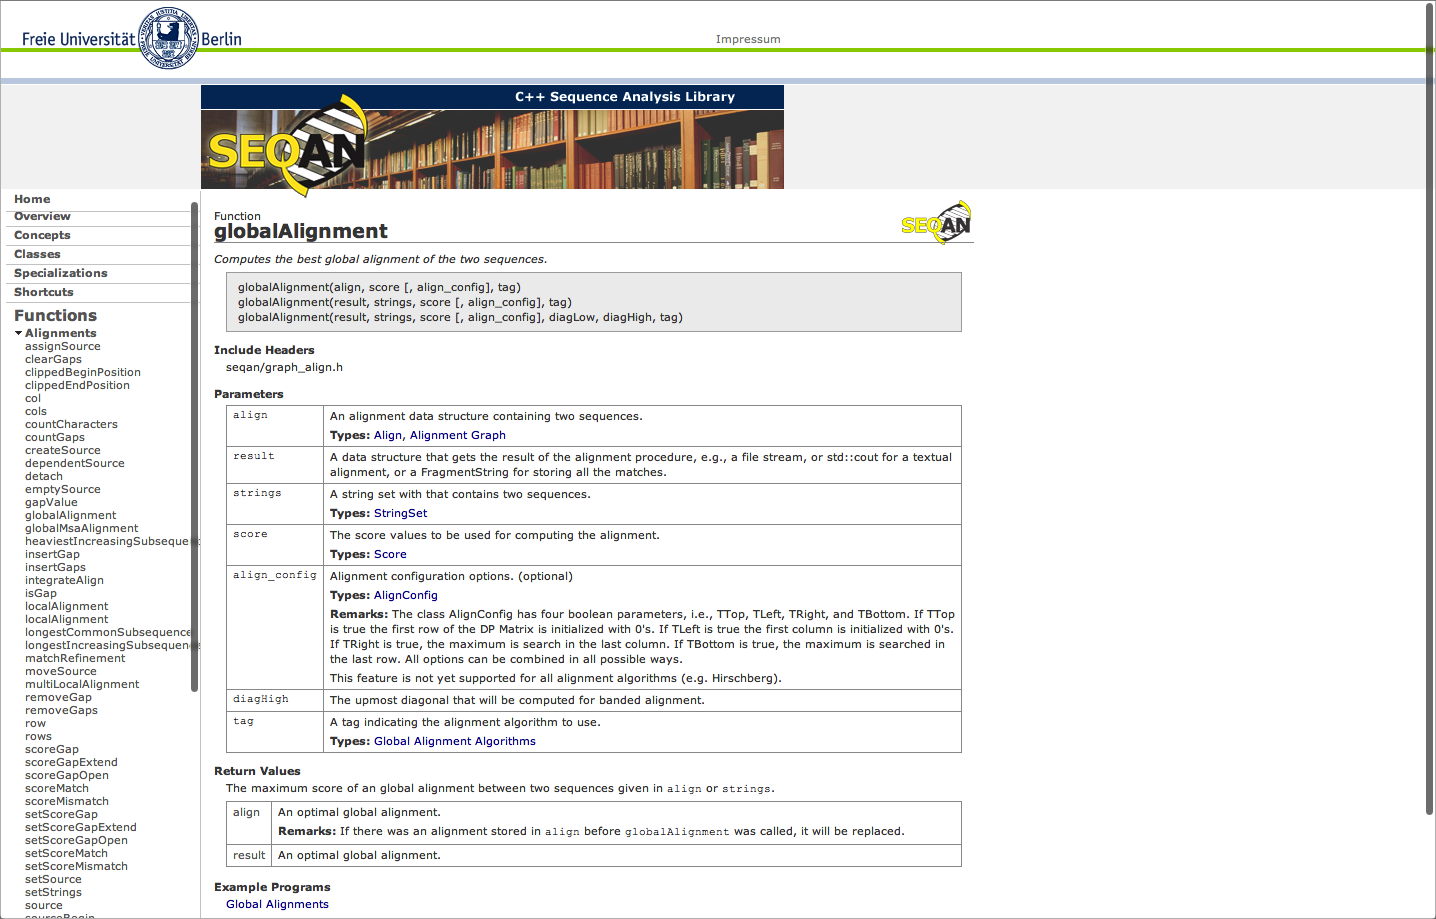 Freie Universität Berlin
Impressum
C++ Sequence Analysis Library
SEQAN
Home
Overview
Concepts
Classes
Specializations
Shortcuts
Functions
Alignments
assignSource
clearGaps
clippedBeginPosition
clippedEndPosition
col
cols
countCharacters
countGaps
createSource
dependentSource
detach
emptySource
gapValue
globalAlignment
globalMsaAlignment
heaviestIncreasingSubseque
insertGap
insertGaps
integrateAlign
isGap
localAlignment
localAlignment
longestCommonSubsequence
longestIncreasingSubsequen
matchRefinement
moveSource
multiLocalAlignment
removeGap
removeGaps
row
rows
scoreGap
scoreGapExtend
scoreGapOpen
scoreMatch
scoreMismatch
setScoreGap
setScoreGapExtend
setScoreGapOpen
setScoreMatch
setScoreMismatch
setSource
setStrings
source
sourceBegin
Function
globalAlignment
SEQAN
Computes the best global alignment of the two sequences.
globalAlignment(align, score [, align_config], tag)
globalAlignment(result, strings, score [, align_config], tag)
globalAlignment(result, strings, score [, align_config], diagLow, diagHigh, tag)
Include Headers
seqan/graph_align.h
Parameters
align An alignment data structure containing two sequences.
Types: Align, Alignment Graph
result A data structure that gets the result of the alignment procedure, e.g., a file stream, or std::cout for a textual
alignment, or a FragmentString for storing all the matches.
strings A string set with that contains two sequences.
Types: StringSet
score The score values to be used for computing the alignment.
Types: Score
align_config Alignment configuration options. (optional)
Types: AlignConfig
Remarks: The class AlignConfig has four boolean parameters, i.e., TTop, TLeft, TRight, and TBottom. If TTop
is true the first row of the DP Matrix is initialized with 0's. If TLeft is true the first column is initialized with 0's.
If TRight is true, the maximum is search in the last column. If TBottom is true, the maximum is searched in
the last row. All options can be combined in all possible ways.
This feature is not yet supported for all alignment algorithms (e.g. Hirschberg).
diagHigh The upmost diagonal that will be computed for banded alignment.
tag A tag indicating the alignment algorithm to use.
Types: Global Alignment Algorithms
Return Values
The maximum score of an global alignment between two sequences given in align or strings.
align An optimal global alignment.
Remarks: If there was an alignment stored in align before globalAlignment was called, it will be replaced.
result An optimal global alignment.
Example Programs
Global Alignments